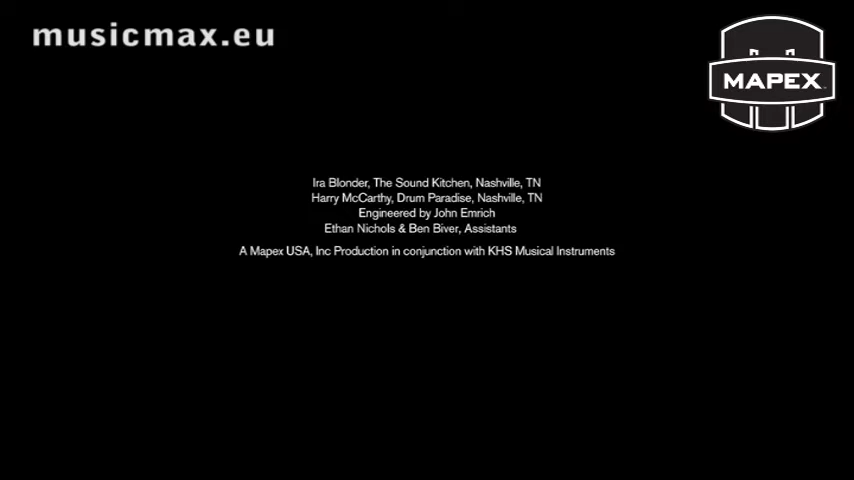 musicmax.eu
MAPEX
Ira Blonder, The Sound Kitchen, Nashville, TN
Harry McCarthy, Drum Paradise, Nashville, TN
Engineered by John Emrich
Ethan Nichols & Ben Biver, Assistants
A Mapex USA, Inc Production in conjunction with KHS Musical Instruments